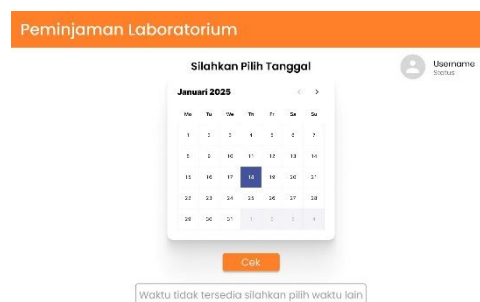 Peminjaman Laboratorium
Silahkan Pilih Tanggal
Username
Status
Januari 2025
Mo Tu We Th Fr Sa Su
1 2 3 4 5 6 7
8 9 10 11 12 13 14
15 16 17 18 19 20 21
22 23 24 25 26 27 28
29 30 31 1 2 3 4
Cek
Waktu tidak tersedia silahkan pilih waktu lain